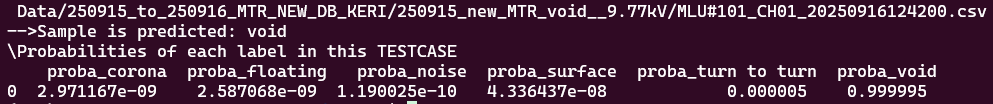 Data/250915_to_250916_MTR_NEW_DB_KERI/250915_new_MTR_void__9.77kV/MLU#101_CH01_20250916124200.csv
-->Sample is predicted: void
\Probabilities of each label in this TESTCASE
proba_corona proba_floating proba_noise proba_surface proba_turn to turn proba_void
0 2.971167e-09 2.587068e-09 1.190025e-10 4.336437e-08 0.000005 0.999995